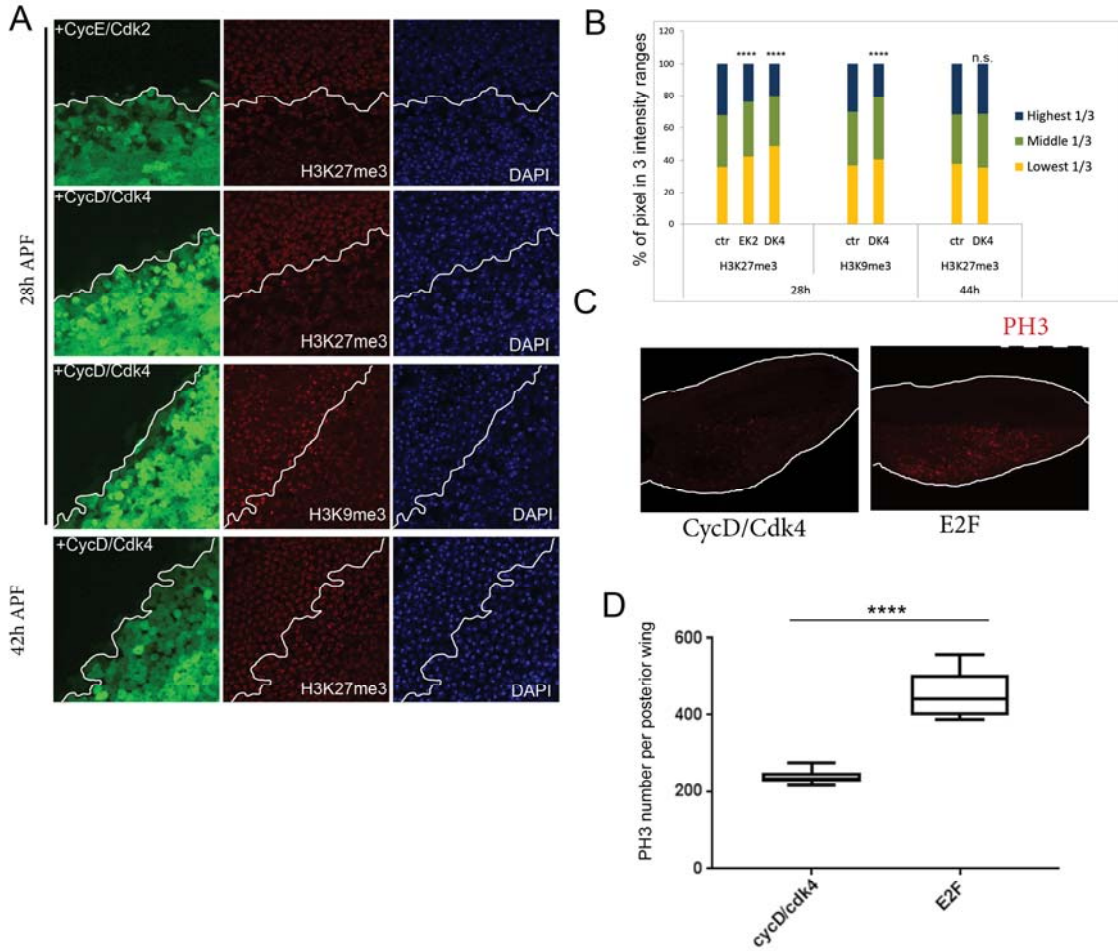 A
28h APF
42h APF
+CycE/Cdk2
H3K27me3
DAPI
+CycD/Cdk4
H3K27me3
DAPI
+CycD/Cdk4
H3K9me3
DAPI
+CycD/Cdk4
H3K27me3
DAPI
B
% of pixel in 3 intensity ranges
120
100
80
60
40
20
0
**** ****
****
n.s.
ctr EK2 DK4 ctr DK4 ctr DK4
H3K27me3 H3K9me3 H3K27me3
28h 44h
Highest 1/3
Middle 1/3
Lowest 1/3
C
PH3
CycD/Cdk4
E2F
D
PH3 number per posterior wing
600
400
200
0
****
cycD/cdk4
E2F